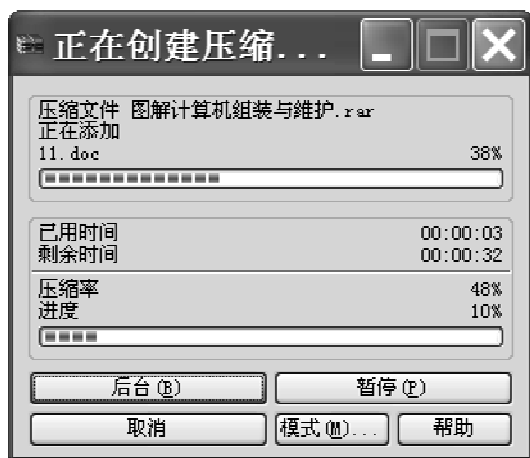 正在创建压缩...
压缩文件 图解计算机组装与维护.rar
正在添加
11.doc 38%
已用时间 00:00:03
剩余时间 00:00:32
压缩率 48%
进度 10%
后台(B) 暂停(P)
取消 模式(M)... 帮助